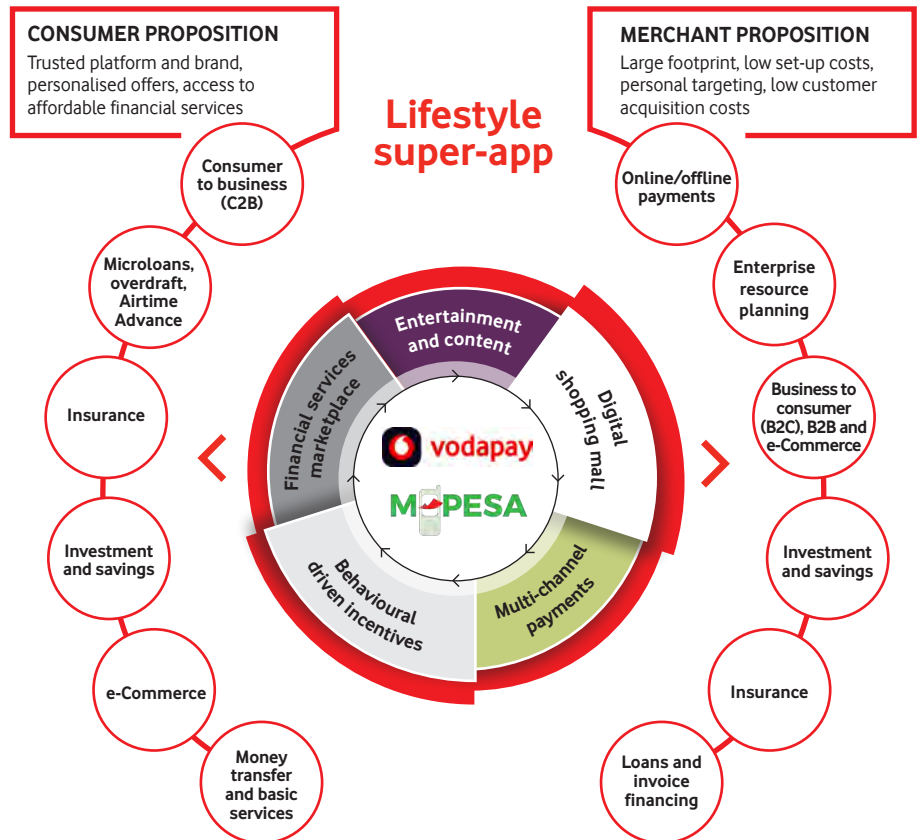 CONSUMER PROPOSITION
Trusted platform and brand,
personalised offers, access to
affordable financial services
MERCHANT PROPOSITION
Large footprint, low set-up costs,
personal targeting, low customer
acquisition costs
Lifestyle
super-app
Consumer
to business
(C2B)
Microloans,
overdraft,
Airtime
Advance
Insurance
Investment
and savings
e-Commerce
Money
transfer
and basic
services
Entertainment
and content
Digital
shopping mall
Multi-channel
payments
Behavioural
driven incentives
Financial services
marketplace
vodapay
M-PESA
Online/offline
payments
Enterprise
resource
planning
Business to
consumer
(B2C), B2B and
e-Commerce
Investment
and savings
Insurance
Loans and
invoice
financing